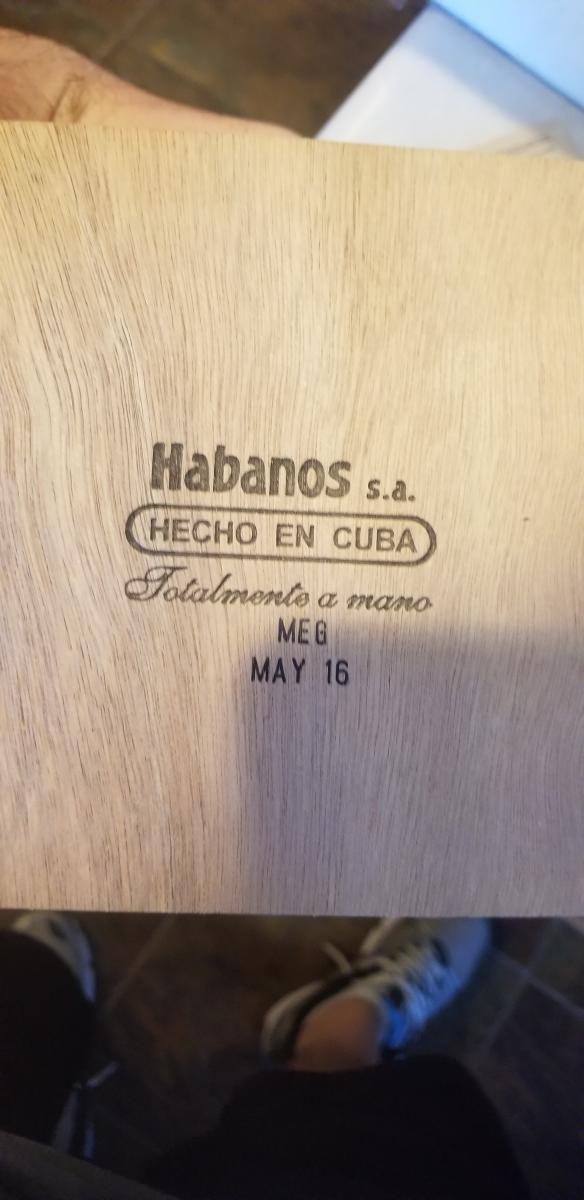 Habanos s.a.
HECHO EN CUBA
Totalmente a mano
MEG
MAY 16